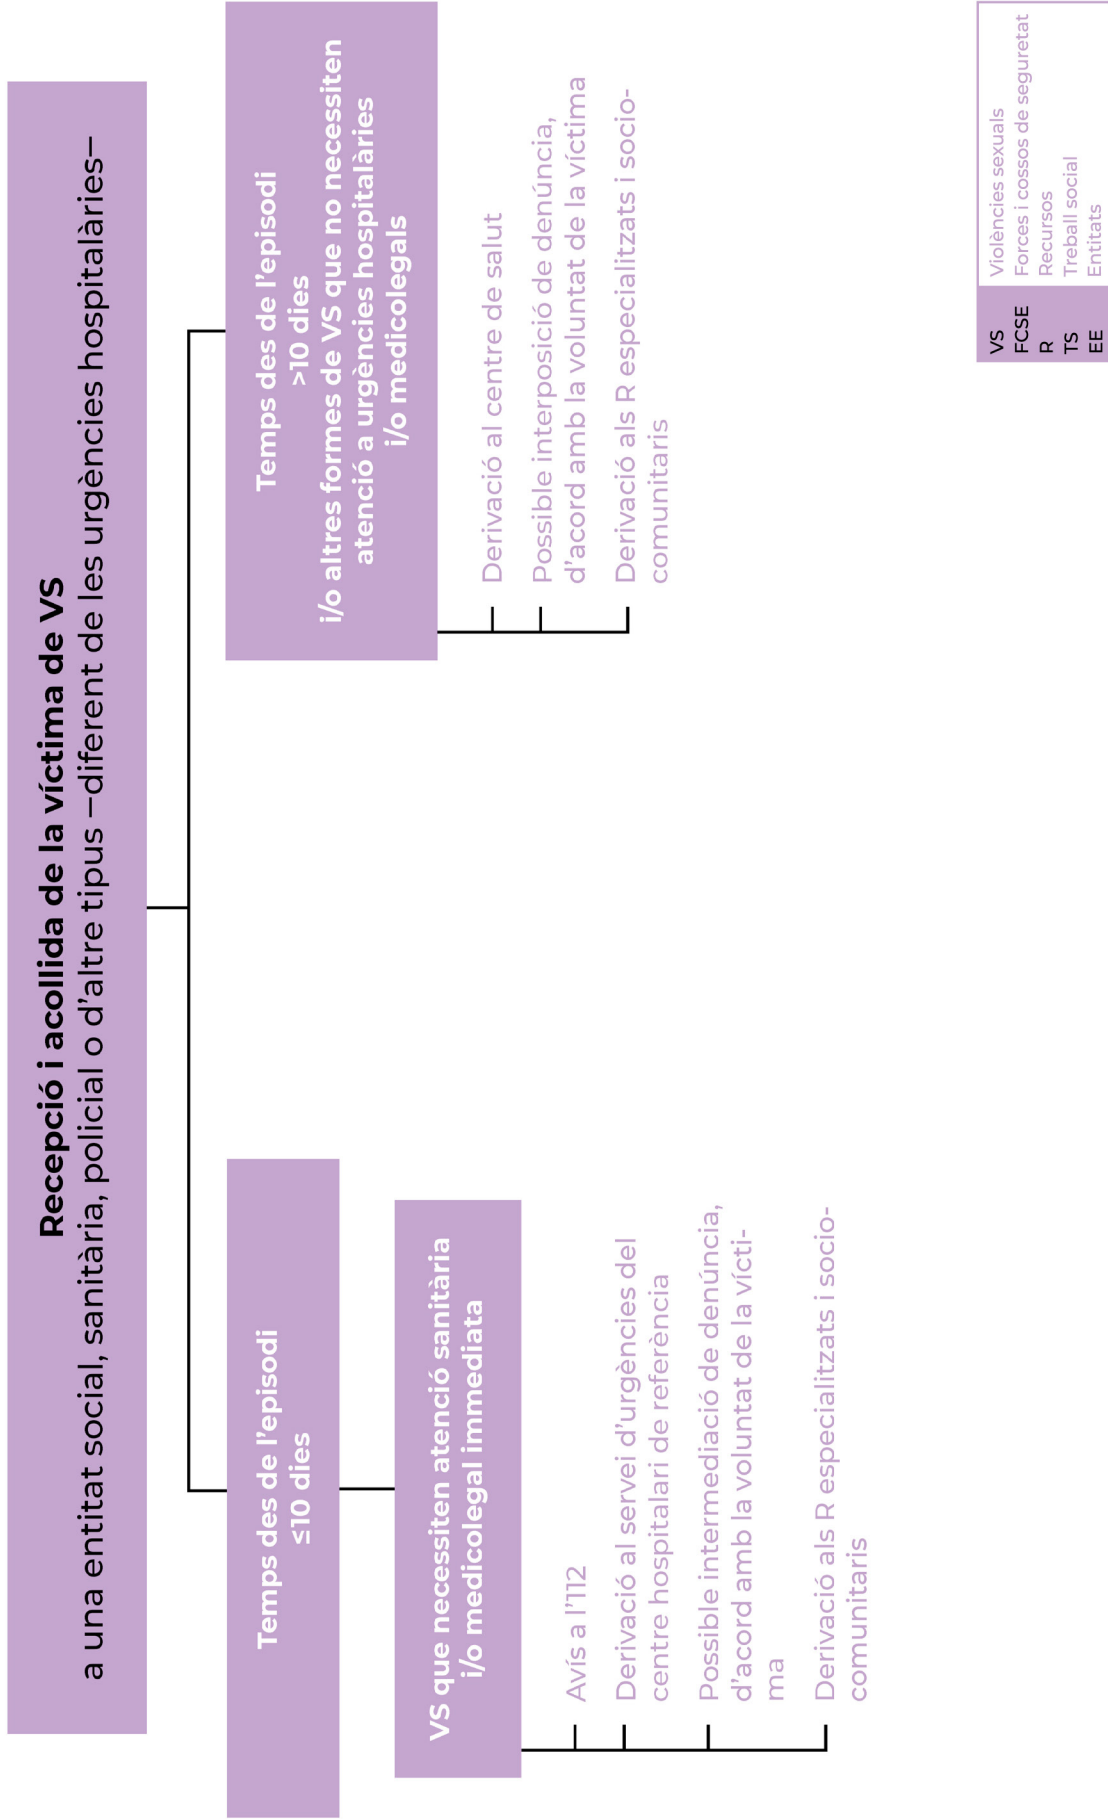 Recepció i acollida de la víctima de VS
a una entitat social, sanitària, policial o d'altre tipus –diferent de les urgències hospitalàries–
Temps des de l'episodi
≤10 dies
VS que necessiten atenció sanitària
i/o medicolegal immediata
Avís a l'112
Derivació al servei d'urgències del
centre hospitalari de referència
Possible intermediació de denúncia,
d'acord amb la voluntat de la vícti-
ma
Derivació als R especialitzats i socio-
comunitaris
Temps des de l'episodi
>10 dies
i/o altres formes de VS que no necessiten
atenció a urgències hospitalàries
i/o medicolegals
Derivació al centre de salut
Possible interposició de denúncia,
d'acord amb la voluntat de la víctima
Derivació als R especialitzats i socio-
comunitaris
VS Violències sexuals
FCSE Forces i cossos de seguretat
R Recursos
TS Treball social
EE Entitats